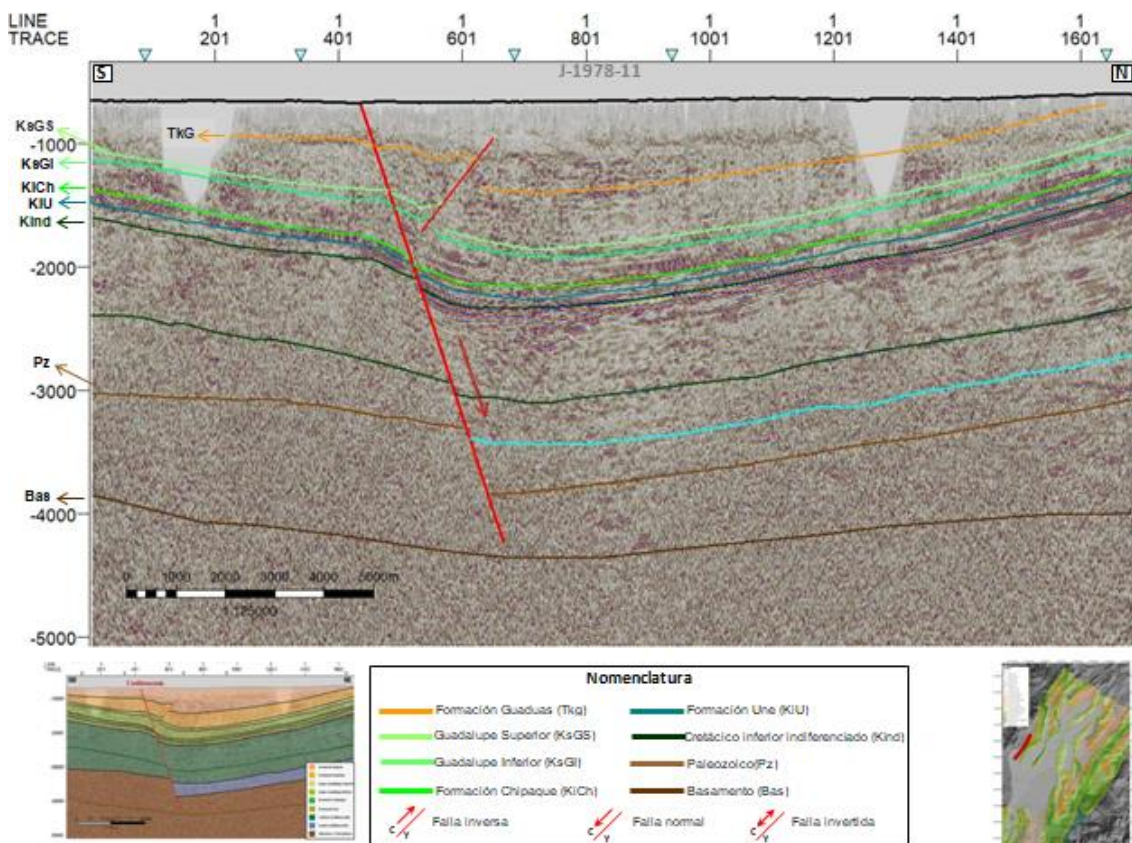 LINE 1 1 1 1 1 1 1 1
TRACE 201 401 601 801 1001 1201 1401 1601
S J-1978-11 N
KsGS
TkG
-1000
KsGI
KiCh
KIU
Kind
-2000
Pz
-3000
Bas
-4000
0 1000 2000 3000 4000 5000m
-5000
Nomenclatura
Formación Guaduas (Tkg)
Formación Une (KIU)
Guadalupe Superior (KsGS)
Cretácico inferior indiferenciado (Kind)
Guadalupe Inferior (KsGI)
Paleozoico(Pz)
Formación Chipaque (KiCh)
Basamento (Bas)
C Y Falla inversa
C Y Falla normal
C Y Falla invertida